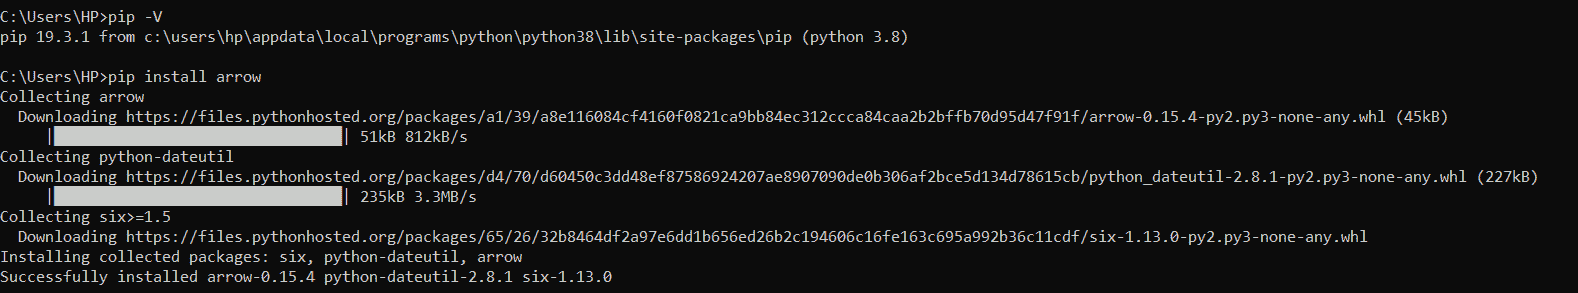 C:\Users\HP>pip -V
pip 19.3.1 from c:\users\hp\appdata\local\programs\python\python38\lib\site-packages\pip (python 3.8)
C:\Users\HP>pip install arrow
Collecting arrow
Downloading https://files.pythonhosted.org/packages/a1/39/a8e116084cf4160f0821ca9bb84ec312ccca84caa2b2bffb70d95d47f91f/arrow-0.15.4-py2.py3-none-any.whl (45kB)
|████████████████████████████████| 51kB 812kB/s
Collecting python-dateutil
Downloading https://files.pythonhosted.org/packages/d4/70/d60450c3dd48ef87586924207ae8907090de0b306af2bce5d134d78615cb/python_dateutil-2.8.1-py2.py3-none-any.whl (227kB)
|████████████████████████████████| 235kB 3.3MB/s
Collecting six>=1.5
Downloading https://files.pythonhosted.org/packages/65/26/32b8464df2a97e6dd1b656ed26b2c194606c16fe163c695a992b36c11cdf/six-1.13.0-py2.py3-none-any.whl
Installing collected packages: six, python-dateutil, arrow
Successfully installed arrow-0.15.4 python-dateutil-2.8.1 six-1.13.0